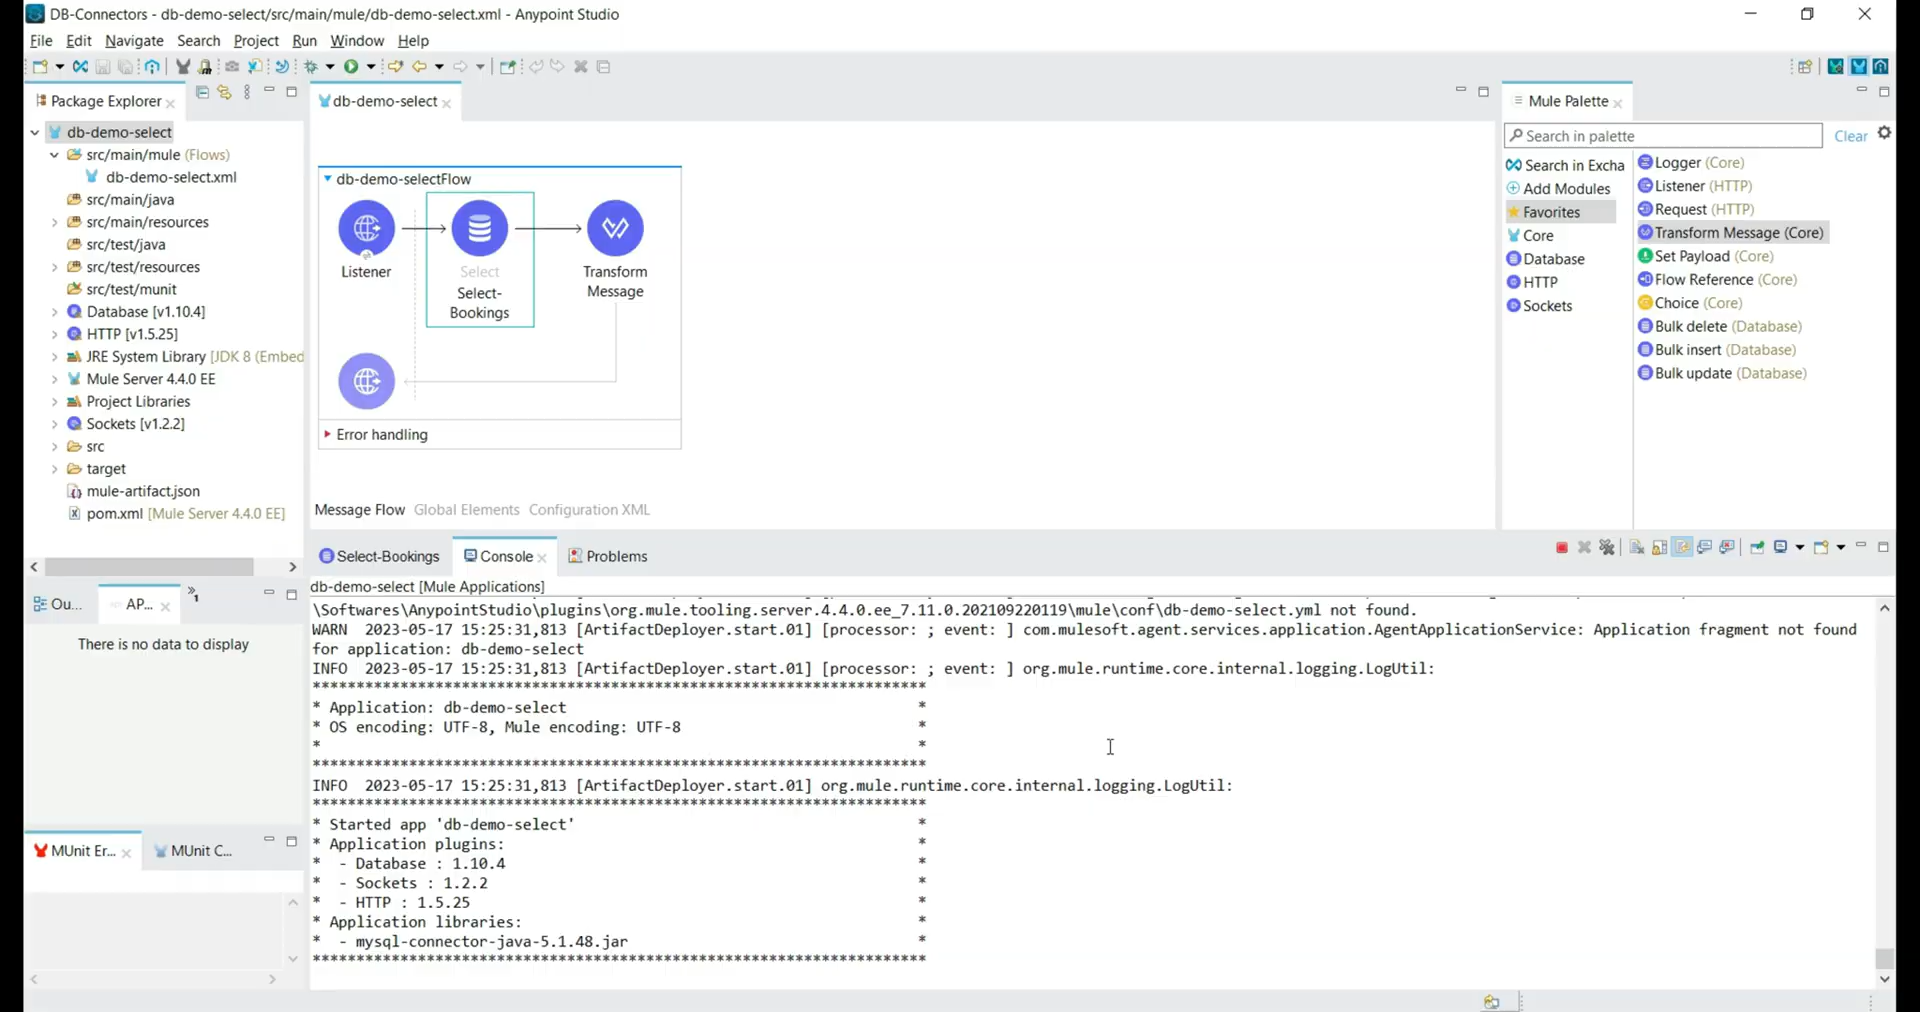 DB-Connectors - db-demo-select/src/main/mule/db-demo-select.xml - Anypoint Studio
File Edit Navigate Search Project Run Window Help
Package Explorer
db-demo-select
src/main/mule (Flows)
db-demo-select.xml
src/main/java
src/main/resources
src/test/java
src/test/resources
src/test/munit
Database [v1.10.4]
HTTP [v1.5.25]
JRE System Library [JDK 8 (Embed
Mule Server 4.4.0 EE
Project Libraries
Sockets [v1.2.2]
src
target
mule-artifact.json
pom.xml [Mule Server 4.4.0 EE]
db-demo-select
db-demo-selectFlow
Listener
Select
Select-
Bookings
Transform
Message
Error handling
Message Flow Global Elements Configuration XML
Mule Palette
Search in palette
Clear
Search in Excha
Add Modules
Favorites
Core
Database
HTTP
Sockets
Logger (Core)
Listener (HTTP)
Request (HTTP)
Transform Message (Core)
Set Payload (Core)
Flow Reference (Core)
Choice (Core)
Bulk delete (Database)
Bulk insert (Database)
Bulk update (Database)
Ou...
AP...
1
There is no data to display
MUnit Er...
MUnit C...
Select-Bookings
Console
Problems
db-demo-select [Mule Applications]
\Softwares\AnypointStudio\plugins\org.mule.tooling.server.4.4.0.ee_7.11.0.202109220119\mule\conf\db-demo-select.yml not found.
WARN  2023-05-17 15:25:31,813 [ArtifactDeployer.start.01] [processor: ; event: ] com.mulesoft.agent.services.application.AgentApplicationService: Application fragment not found
for application: db-demo-select
INFO  2023-05-17 15:25:31,813 [ArtifactDeployer.start.01] [processor: ; event: ] org.mule.runtime.core.internal.logging.LogUtil:
**********************************************************************
* Application: db-demo-select *
* OS encoding: UTF-8, Mule encoding: UTF-8 *
* *
**********************************************************************
INFO  2023-05-17 15:25:31,813 [ArtifactDeployer.start.01] org.mule.runtime.core.internal.logging.LogUtil:
**********************************************************************
* Started app 'db-demo-select' *
* Application plugins: *
*  - Database : 1.10.4 *
*  - Sockets : 1.2.2 *
*  - HTTP : 1.5.25 *
* Application libraries: *
*  - mysql-connector-java-5.1.48.jar *
**********************************************************************